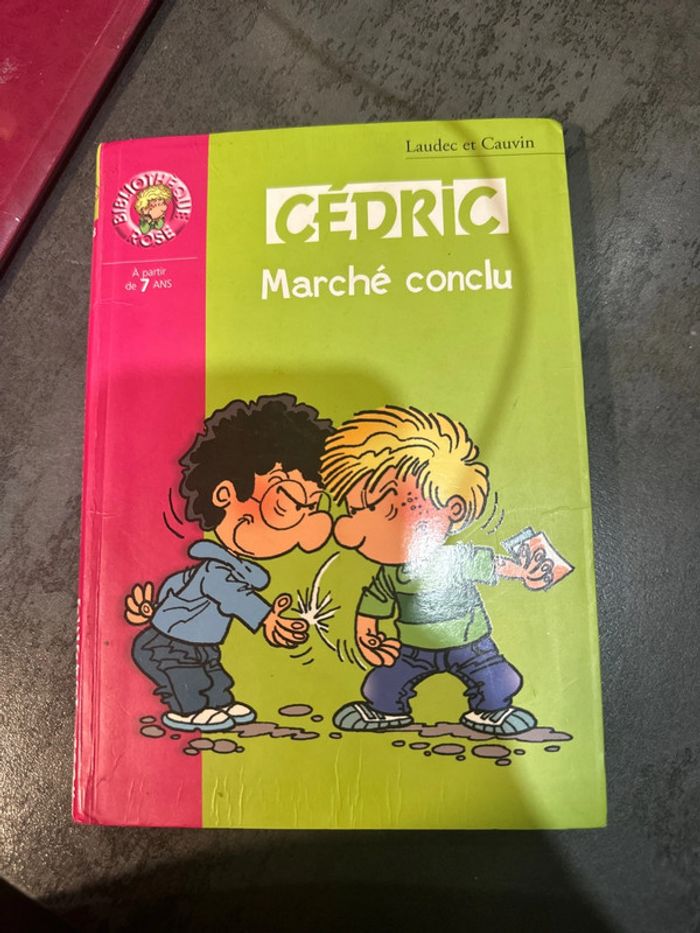 Laudec et Cauvin
BIBLIOTHÈQUE
ROSE
CÉDRIC
À partir
de 7 ANS
Marché conclu